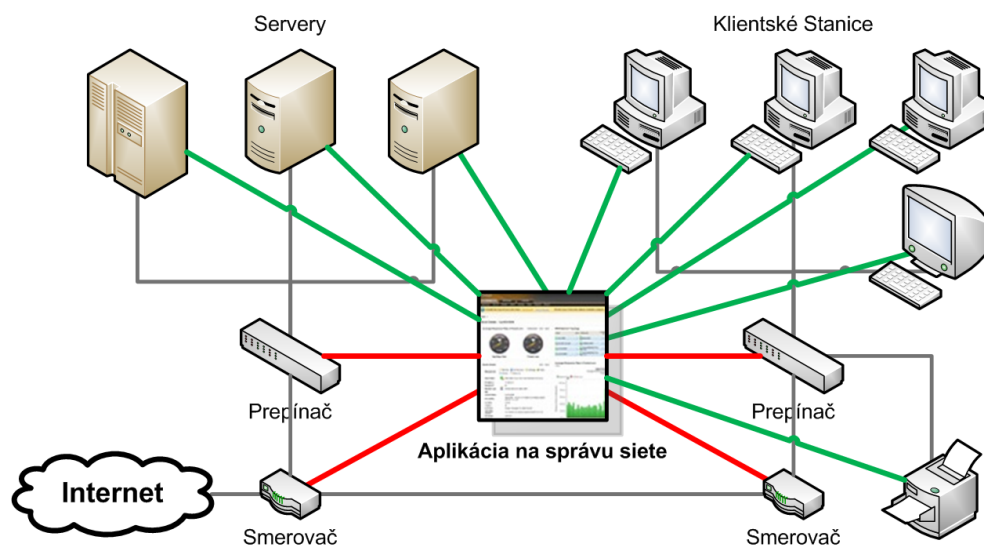 Servery
Klientské Stanice
Prepínač
Prepínač
Aplikácia na správu siete
Internet
Smerovač
Smerovač